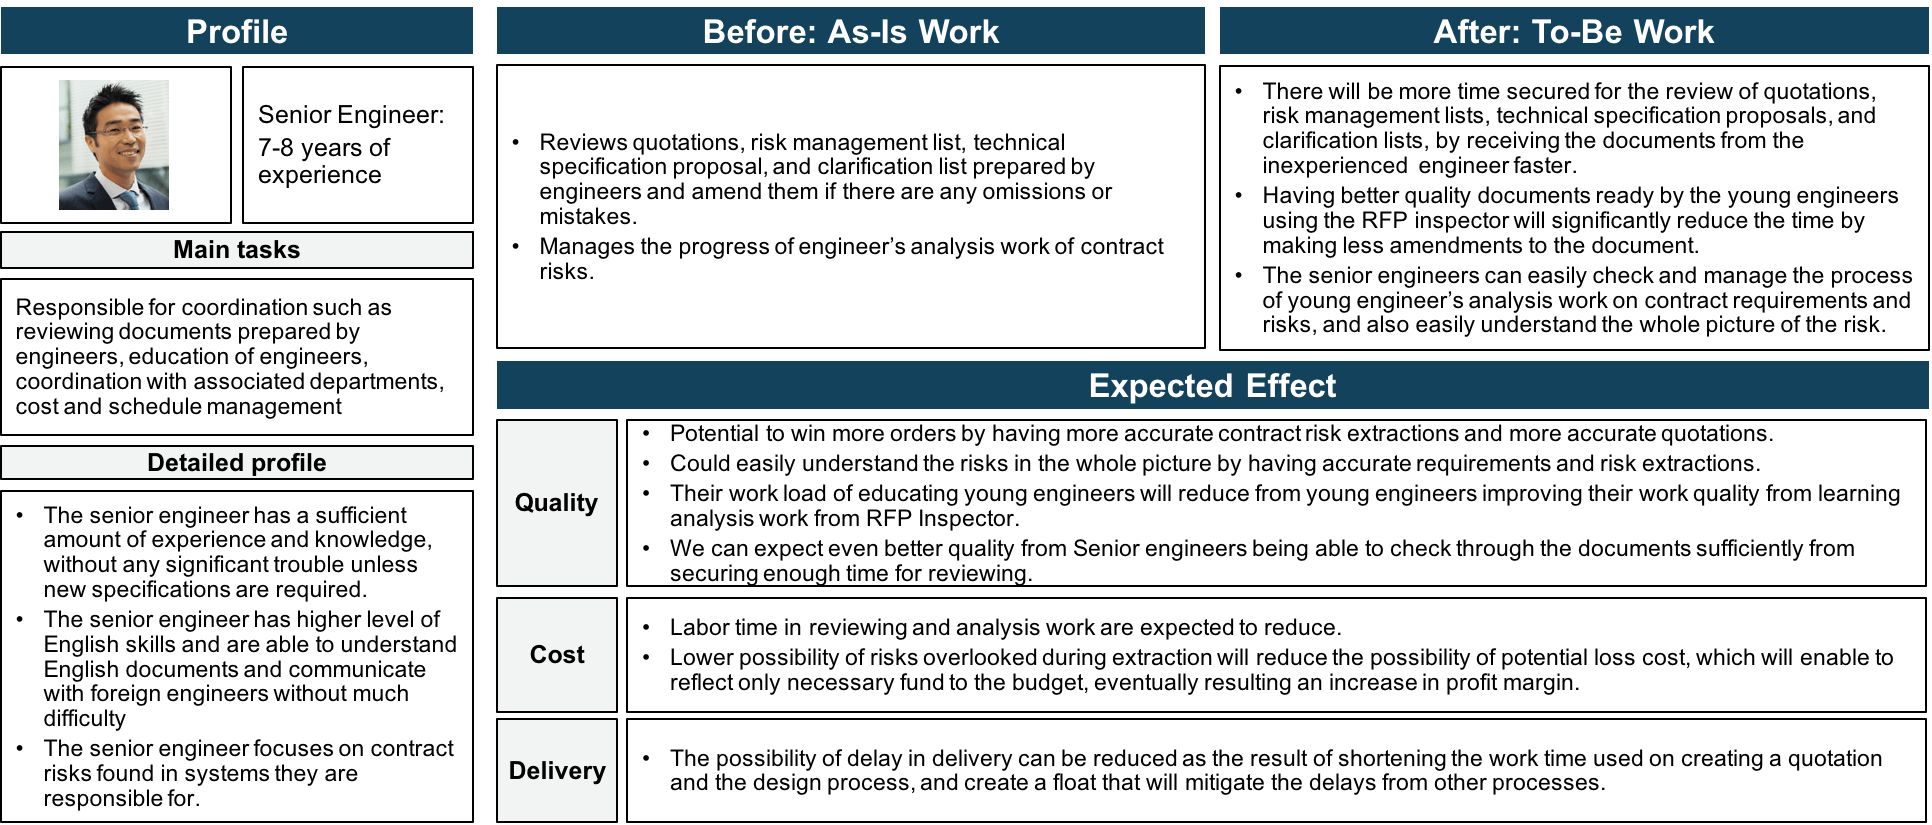 Profile
Senior Engineer:
7-8 years of
experience
Main tasks
Responsible for coordination such as
reviewing documents prepared by
engineers, education of engineers,
coordination with associated departments,
cost and schedule management
Detailed profile
• The senior engineer has a sufficient
amount of experience and knowledge,
without any significant trouble unless
new specifications are required.
• The senior engineer has higher level of
English skills and are able to understand
English documents and communicate
with foreign engineers without much
difficulty
• The senior engineer focuses on contract
risks found in systems they are
responsible for.
Before: As-Is Work
• Reviews quotations, risk management list, technical
specification proposal, and clarification list prepared by
engineers and amend them if there are any omissions or
mistakes.
• Manages the progress of engineer's analysis work of contract
risks.
After: To-Be Work
• There will be more time secured for the review of quotations,
risk management lists, technical specification proposals, and
clarification lists, by receiving the documents from the
inexperienced engineer faster.
• Having better quality documents ready by the young engineers
using the RFP inspector will significantly reduce the time by
making less amendments to the document.
• The senior engineers can easily check and manage the process
of young engineer's analysis work on contract requirements and
risks, and also easily understand the whole picture of the risk.
Expected Effect
Quality
• Potential to win more orders by having more accurate contract risk extractions and more accurate quotations.
• Could easily understand the risks in the whole picture by having accurate requirements and risk extractions.
• Their work load of educating young engineers will reduce from young engineers improving their work quality from learning
analysis work from RFP Inspector.
• We can expect even better quality from Senior engineers being able to check through the documents sufficiently from
securing enough time for reviewing.
Cost
• Labor time in reviewing and analysis work are expected to reduce.
• Lower possibility of risks overlooked during extraction will reduce the possibility of potential loss cost, which will enable to
reflect only necessary fund to the budget, eventually resulting an increase in profit margin.
Delivery
• The possibility of delay in delivery can be reduced as the result of shortening the work time used on creating a quotation
and the design process, and create a float that will mitigate the delays from other processes.